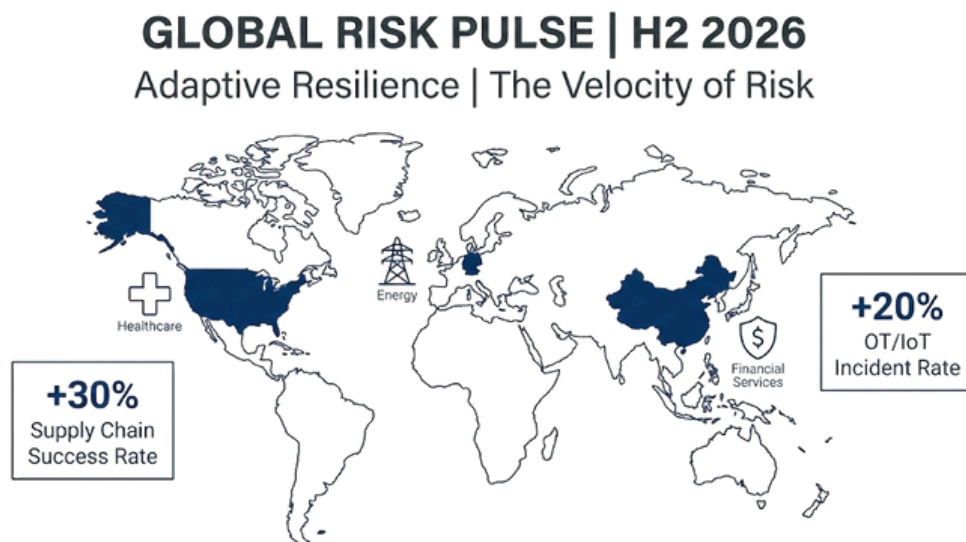 GLOBAL RISK PULSE | H2 2026
Adaptive Resilience | The Velocity of Risk
Healthcare
Energy
+30%
Supply Chain
Success Rate
$
Financial
Services
+20%
OT/IoT
Incident Rate